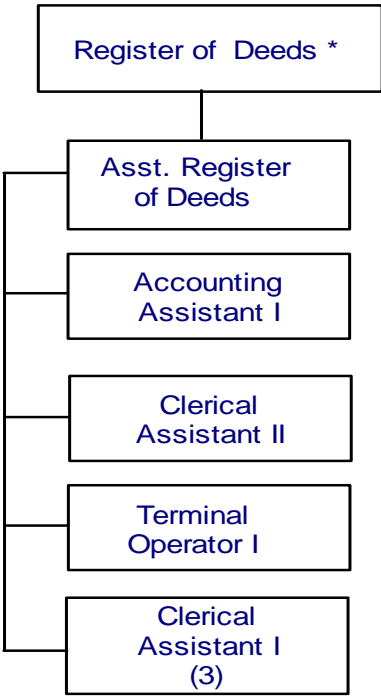 Register of Deeds *
Asst. Register
of Deeds
Accounting
Assistant I
Clerical
Assistant II
Terminal
Operator I
Clerical
Assistant I
(3)